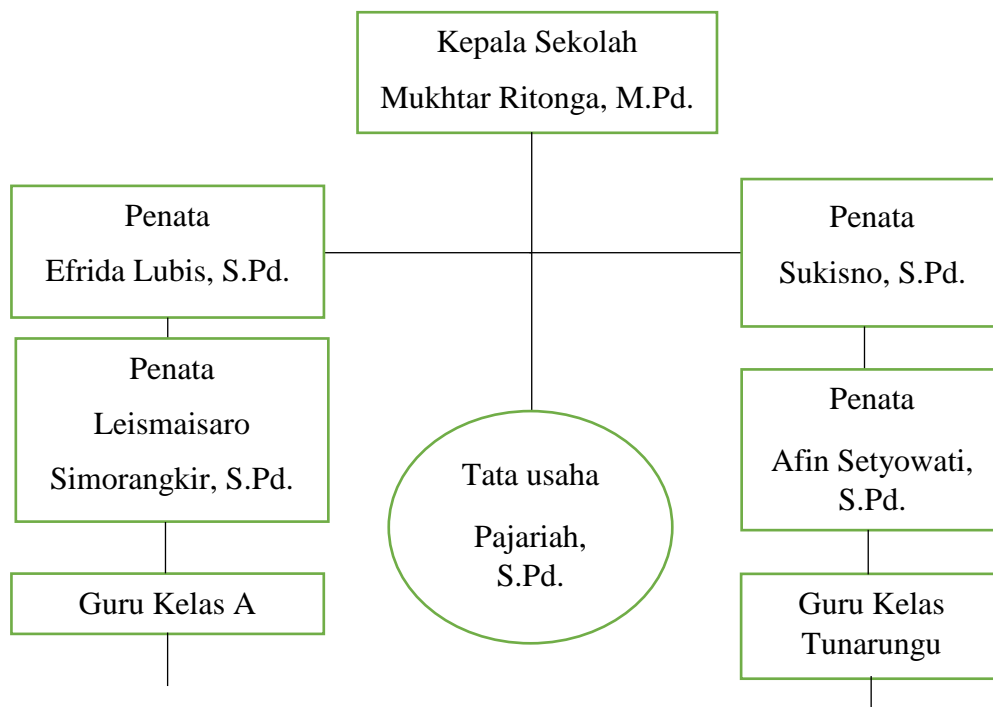 Kepala Sekolah
Mukhtar Ritonga, M.Pd.
Penata
Efrida Lubis, S.Pd.
Penata
Sukisno, S.Pd.
Penata
Leismaisaro
Simorangkir, S.Pd.
Tata usaha
Pajariah,
S.Pd.
Penata
Afin Setyowati,
S.Pd.
Guru Kelas A
Guru Kelas
Tunarungu